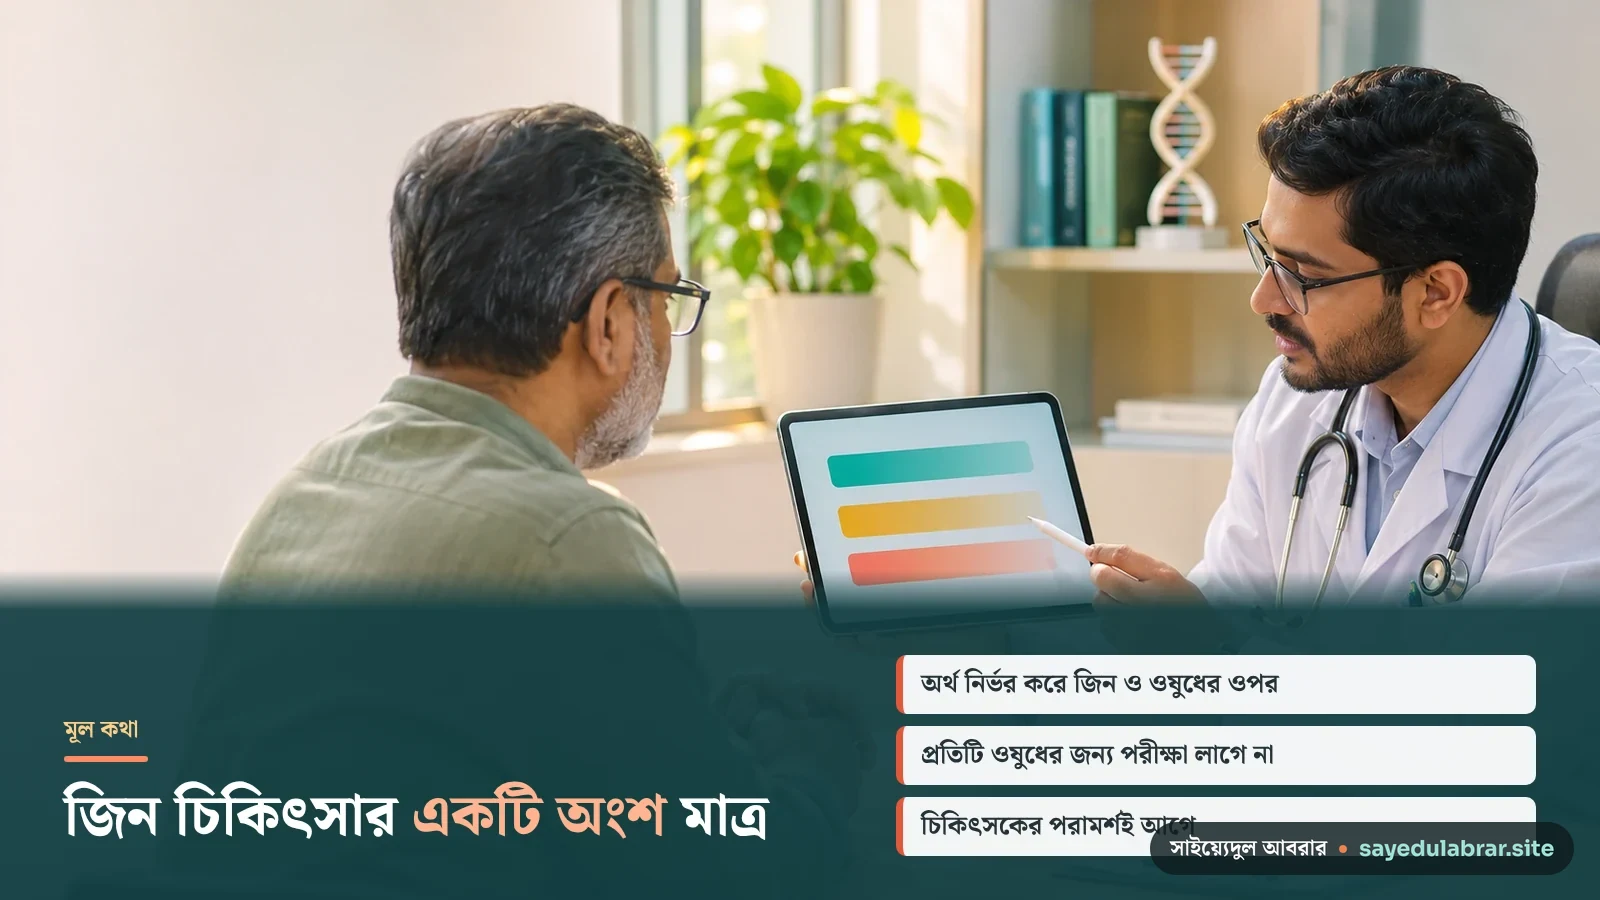 মূল কথা
জিন চিকিৎসার একটি অংশ মাত্র
অর্থ নির্ভর করে জিন ও ওষুধের ওপর
প্রতিটি ওষুধের জন্য পরীক্ষা লাগে না
চিকিৎসকের পরামর্শই আগে
সাইয়্যেদুল আবরার • sayedulabrar.site